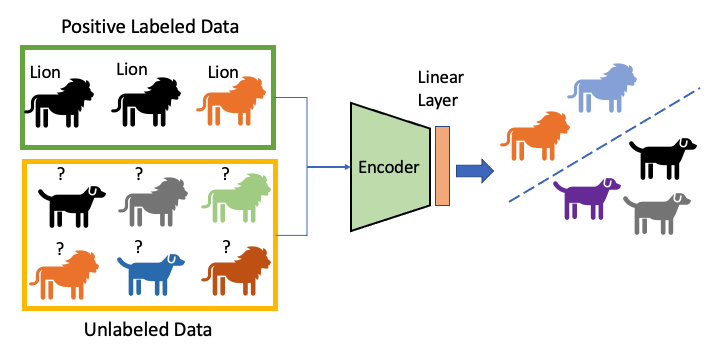 Positive Labeled Data
Lion
Lion
Lion
Linear
Layer
Encoder
?
?
?
?
?
?
Unlabeled Data